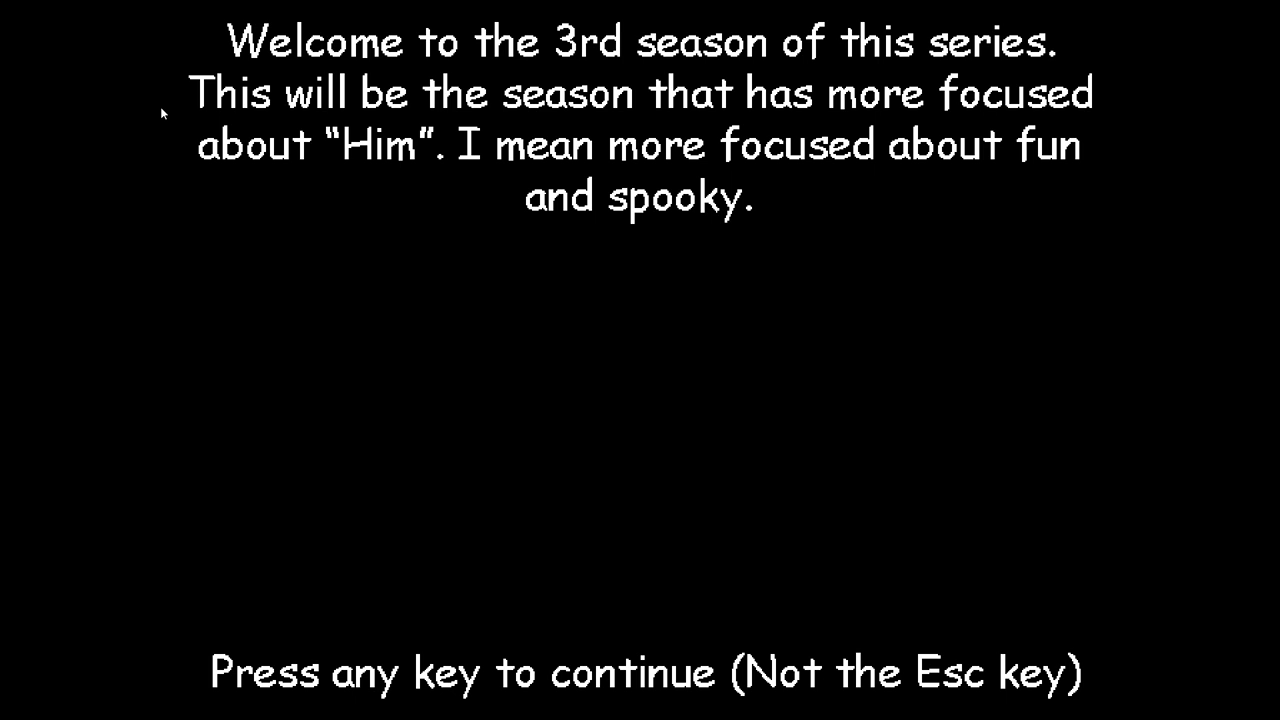 Welcome to the 3rd season of this series.
This will be the season that has more focused
about "Him". I mean more focused about fun
and spooky.
Press any key to continue (Not the Esc key)